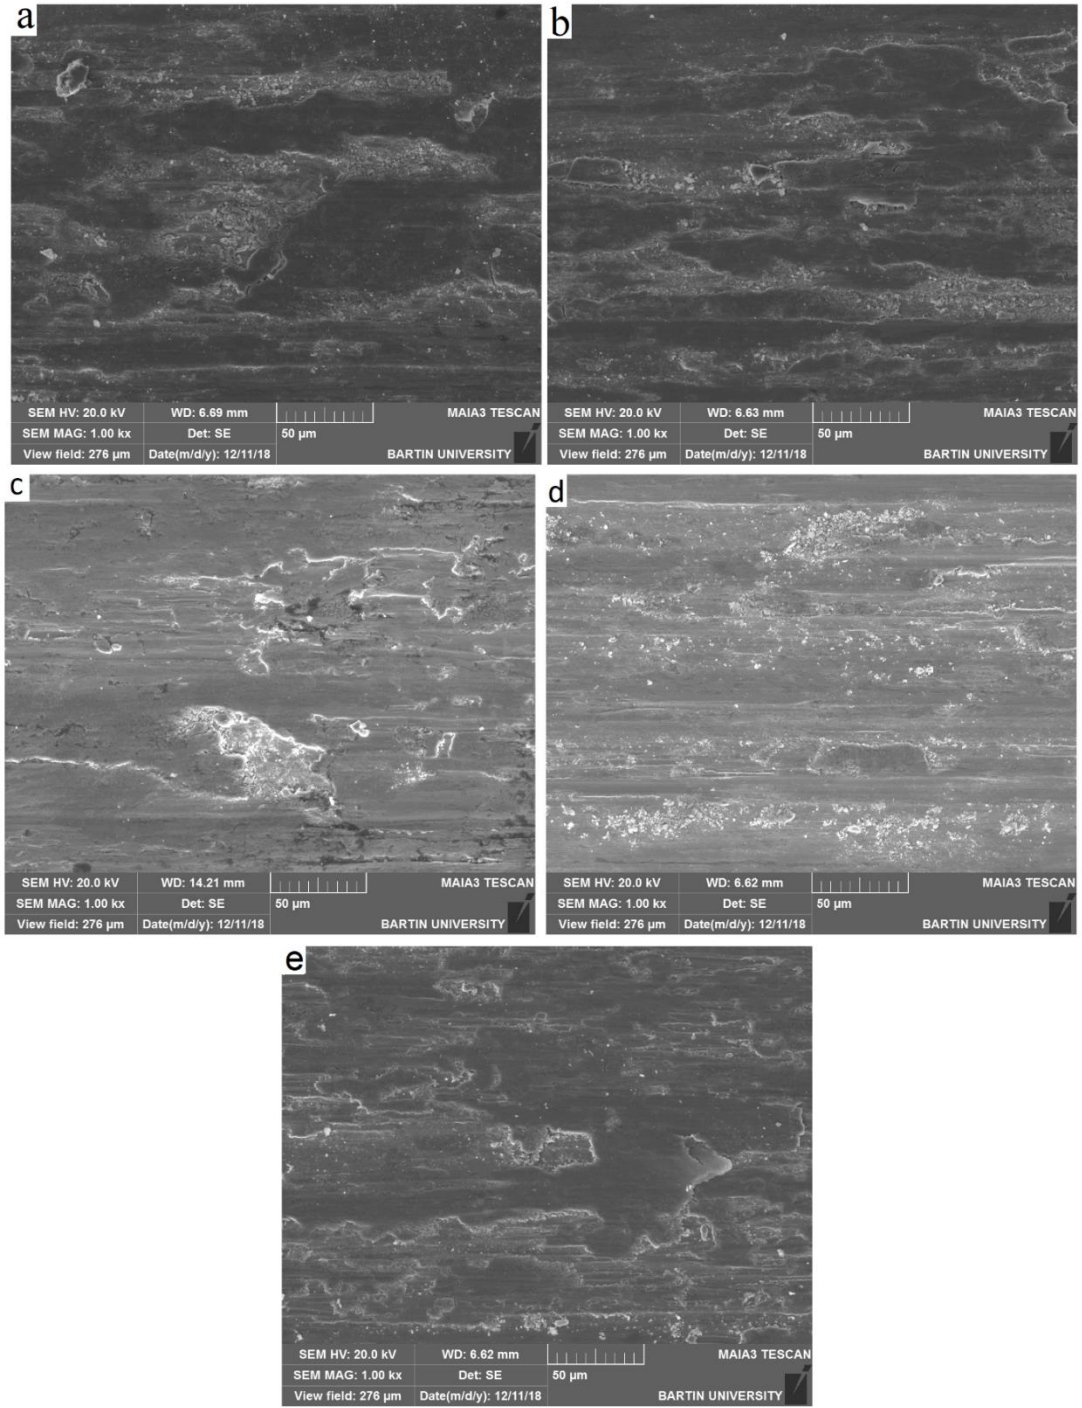 a
SEM HV: 20.0 kV WD: 6.69 mm MAIA3 TESCAN
SEM MAG: 1.00 kx Det: SE 50 µm
View field: 276 µm Date(m/d/y): 12/11/18 BARTIN UNIVERSITY
b
SEM HV: 20.0 kV WD: 6.63 mm MAIA3 TESCAN
SEM MAG: 1.00 kx Det: SE 50 µm
View field: 276 µm Date(m/d/y): 12/11/18 BARTIN UNIVERSITY
c
SEM HV: 20.0 kV WD: 14.21 mm MAIA3 TESCAN
SEM MAG: 1.00 kx Det: SE 50 µm
View field: 276 µm Date(m/d/y): 12/11/18 BARTIN UNIVERSITY
d
SEM HV: 20.0 kV WD: 6.62 mm MAIA3 TESCAN
SEM MAG: 1.00 kx Det: SE 50 µm
View field: 276 µm Date(m/d/y): 12/11/18 BARTIN UNIVERSITY
e
SEM HV: 20.0 kV WD: 6.62 mm MAIA3 TESCAN
SEM MAG: 1.00 kx Det: SE 50 µm
View field: 276 µm Date(m/d/y): 12/11/18 BARTIN UNIVERSITY